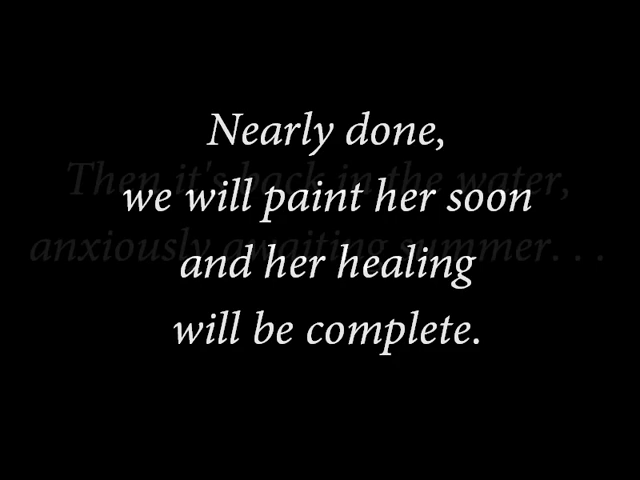 Nearly done,
Then it's back in the water,
we will paint her soon
anxiously awaiting summer. . .
and her healing
will be complete.